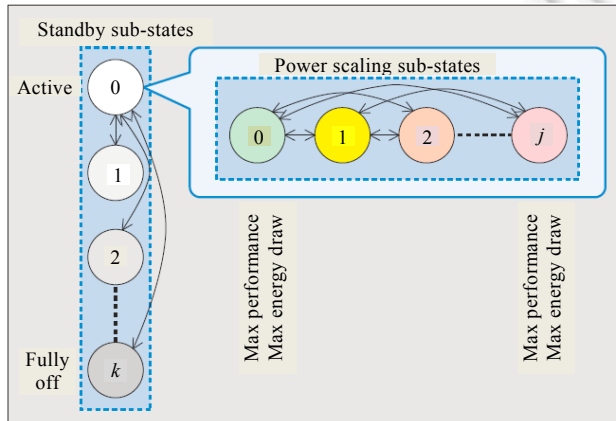 Standby sub-states
Active
0
1
2
Fully
off
k
Power scaling sub-states
0
1
2
j
Max performance
Max energy draw
Max performance
Max energy draw